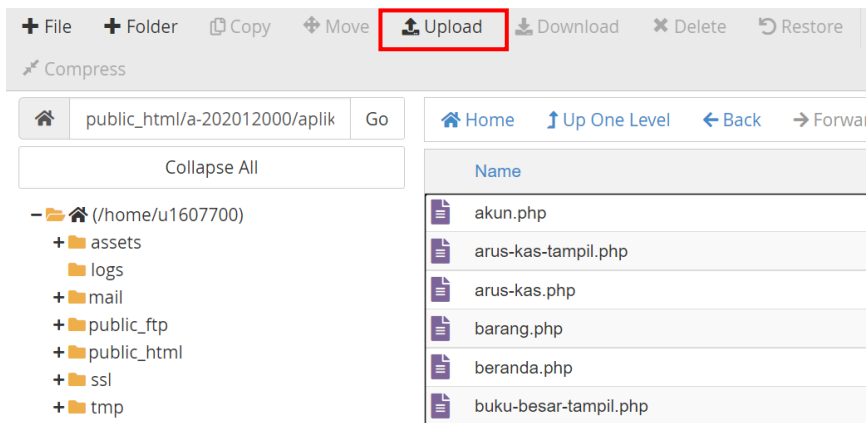 File Folder Copy Move Upload Download Delete Restore
Compress
public_html/a-202012000/aplik Go
Home Up One Level Back Forwar
Collapse All
Name
(/home/u1607700)
assets
logs
mail
public_ftp
public_html
ssl
tmp
akun.php
arus-kas-tampil.php
arus-kas.php
barang.php
beranda.php
buku-besar-tampil.php